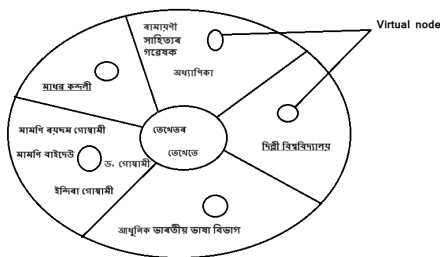 ৰামায়ণী
সাহিত্যৰ
গৱেষক
অধ্যাপিকা
Virtual node
মাধৱ কন্দলী
মামণি ৰয়ছম গোস্বামী
মামণি বাইদেউ
ড. গোস্বামী
ইন্দিৰা গোস্বামী
তেখেতৰ
তেখেতে
দিল্লী বিশ্ববিদ্যালয়
আধুনিক ভাৰতীয় ভাষা বিভাগ